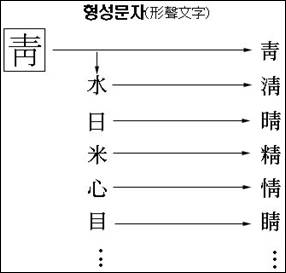 형성문자(形聲文字)
靑 靑
水 淸
日 晴
米 精
心 情
目 睛
⋮ ⋮